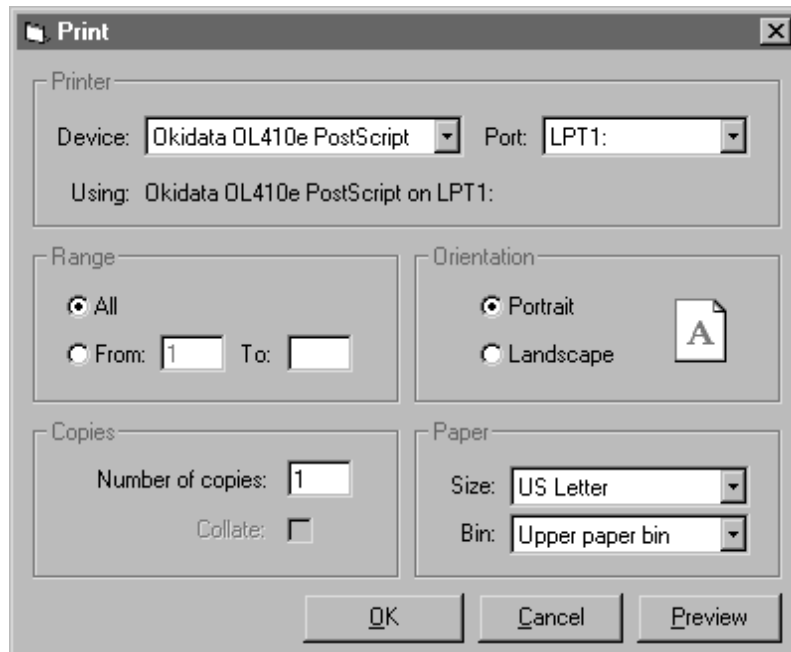 Print
Printer
Device: Okidata OL410e PostScript Port: LPT1:
Using: Okidata OL410e PostScript on LPT1:
Range
All
From: 1 To:
Orientation
Portrait
Landscape
A
Copies
Number of copies: 1
Collate:
Paper
Size: US Letter
Bin: Upper paper bin
OK Cancel Preview